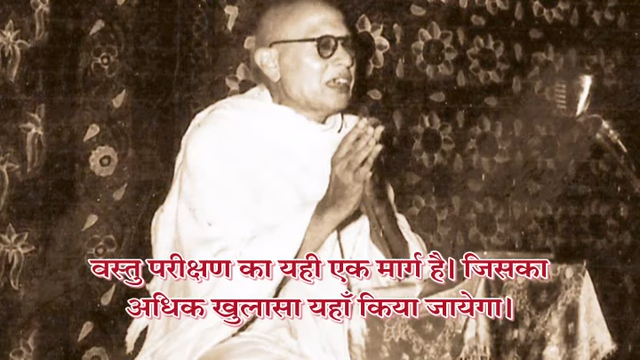 वस्तु परीक्षण का यही एक मार्ग है। जिसका
अधिक खुलासा यहाँ किया जायेगा।